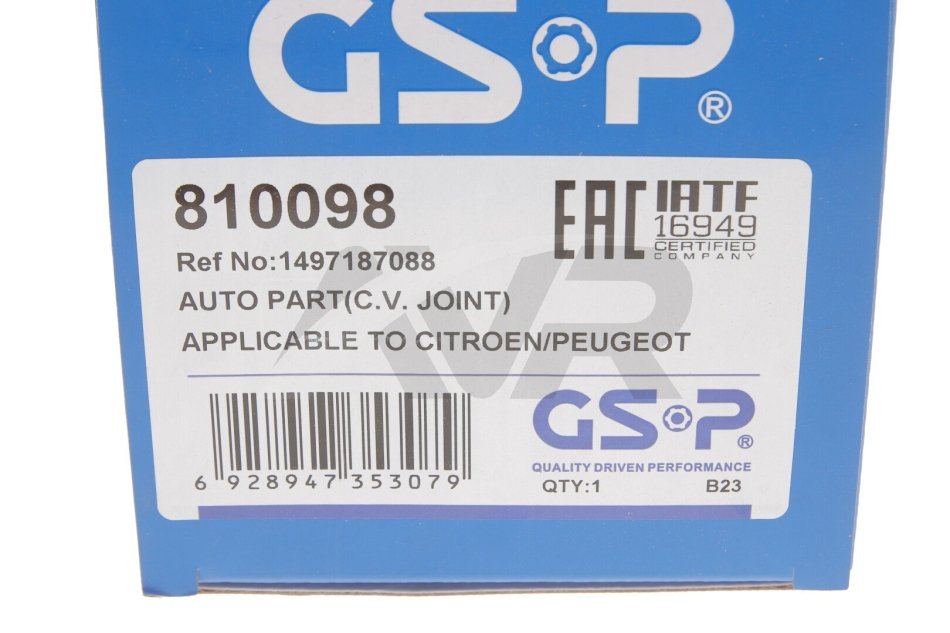 GSP®
810098
EAC
IATF
16949
CERTIFIED
COMPANY
Ref No:1497187088
AUTO PART(C.V. JOINT)
APPLICABLE TO CITROEN/PEUGEOT
GSP®
QUALITY DRIVEN PERFORMANCE
6 928947 353079
QTY:1 B23
iVR